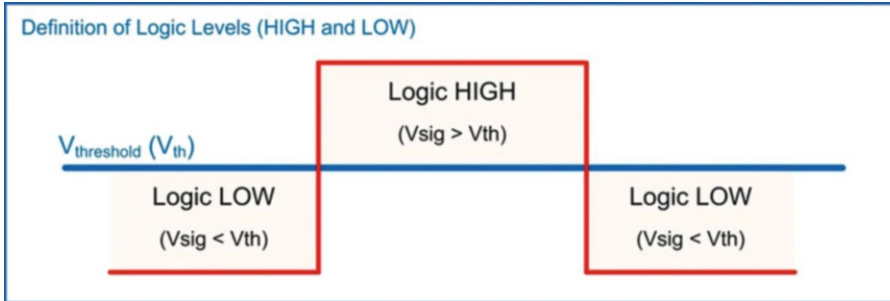 Definition of Logic Levels (HIGH and LOW)
Logic HIGH
(Vsig > Vth)
Vthreshold (Vth)
Logic LOW
(Vsig < Vth)
Logic LOW
(Vsig < Vth)